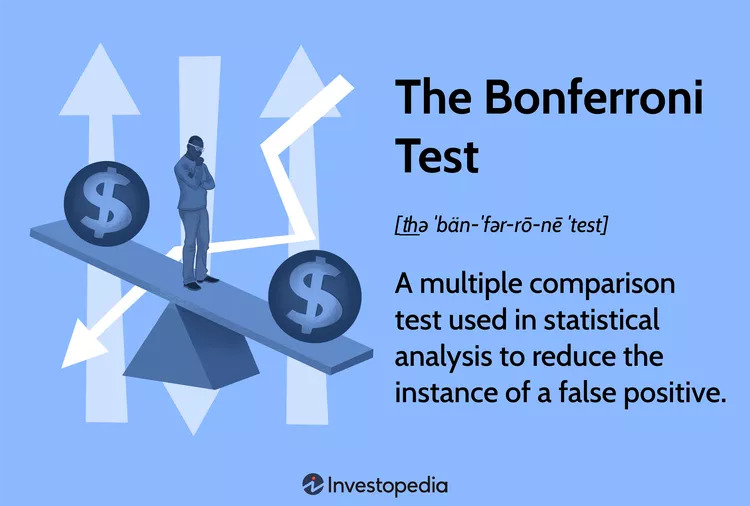 $
$
The Bonferroni
Test
[t͟hə ˈbän-ˈfər-rō-nē ˈtest]
A multiple comparison
test used in statistical
analysis to reduce the
instance of a false positive.
Investopedia